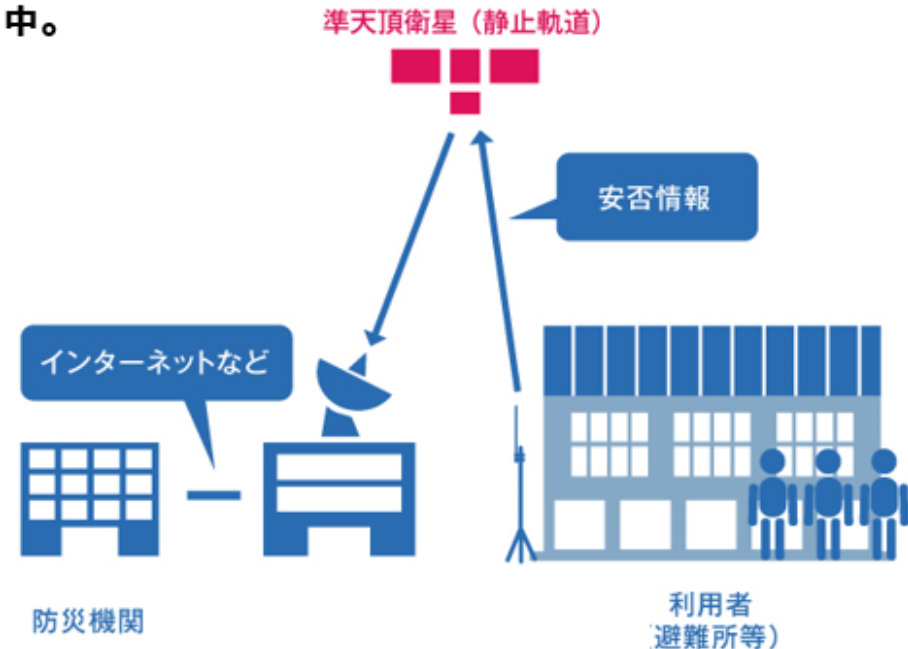 中。
準天頂衛星（静止軌道）
安否情報
インターネットなど
防災機関
利用者
避難所等）